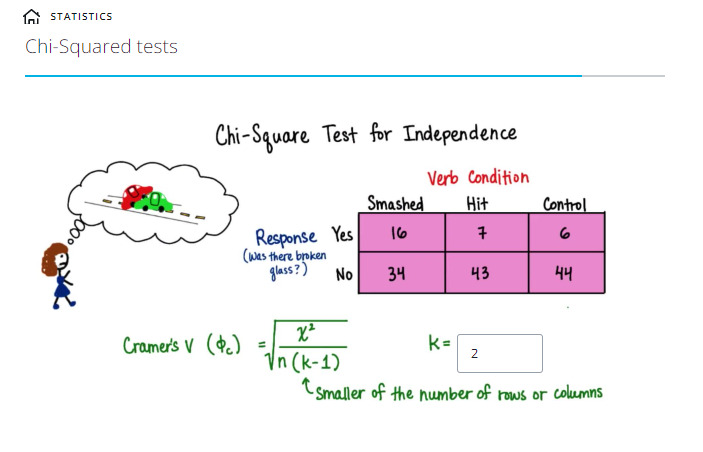 STATISTICS
Chi-Squared tests
Chi-Square Test for Independence
Verb Condition
Smashed Hit Control
Response Yes 16 7 6
(Was there broken
glass?) No 34 43 44
Cramer's V (ϕc) = √ χ² / n(k-1) k= 2
↑ Smaller of the number of rows or columns